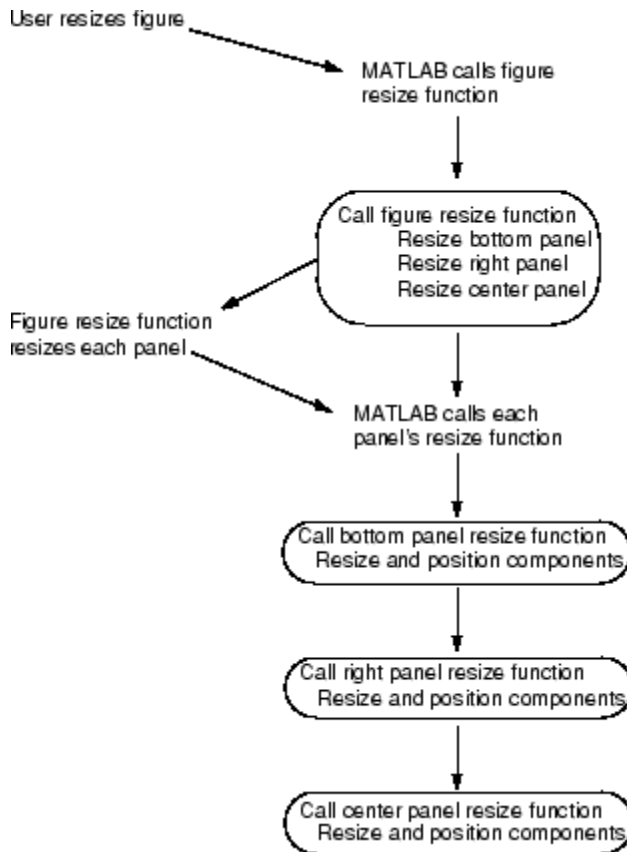 User resizes figure
MATLAB calls figure
resize function
Call figure resize function
Resize bottom panel
Resize right panel
Resize center panel
Figure resize function
resizes each panel
MATLAB calls each
panel's resize function
Call bottom panel resize function
Resize and position components
Call right panel resize function
Resize and position components
Call center panel resize function
Resize and position components